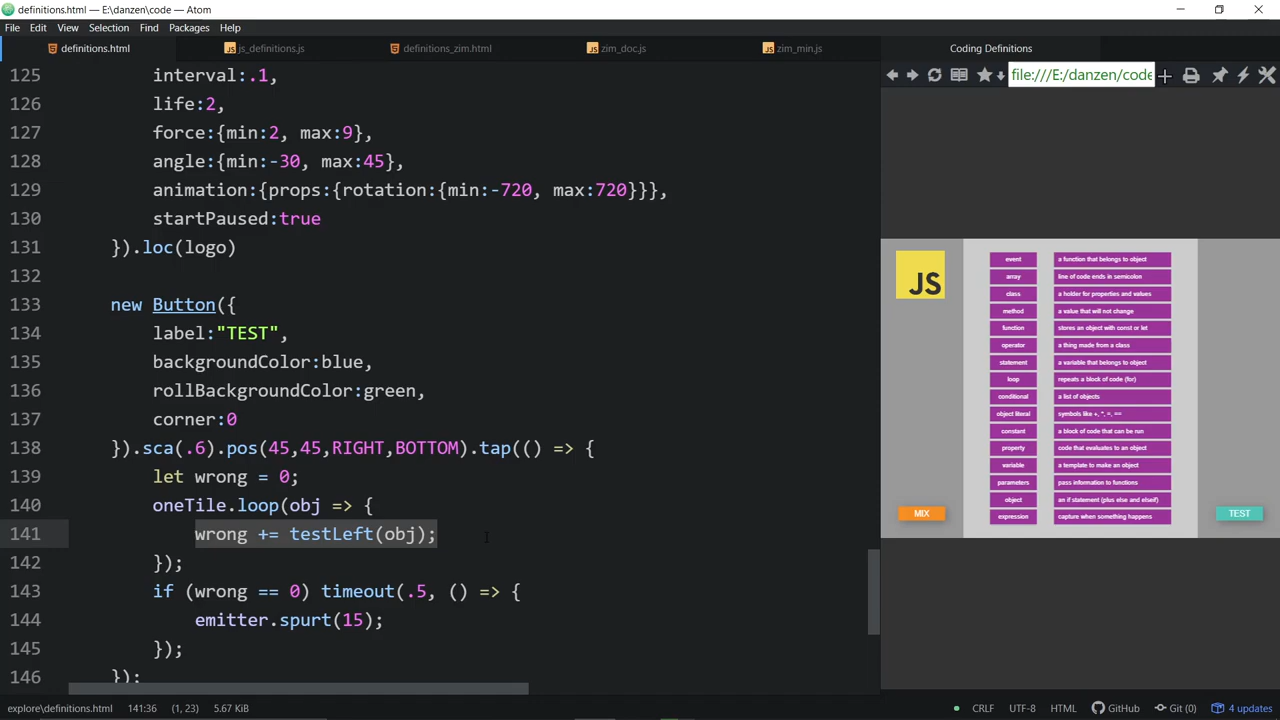 definitions.html — E:\danzen\code — Atom
File Edit View Selection Find Packages Help
definitions.html
js_definitions.js
definitions_zim.html
zim_doc.js
zim_min.js
Coding Definitions
file:///E:/danzen/code
125 interval:.1,
126 life:2,
127 force:{min:2, max:9},
128 angle:{min:-30, max:45},
129 animation:{props:{rotation:{min:-720, max:720}}},
130 startPaused:true
131 }).loc(logo)
132
133 new Button({
134 label:"TEST",
135 backgroundColor:blue,
136 rollBackgroundColor:green,
137 corner:0
138 }).sca(.6).pos(45,45,RIGHT,BOTTOM).tap(() => {
139 let wrong = 0;
140 oneTile.loop(obj => {
141 wrong += testLeft(obj);
142 });
143 if (wrong == 0) timeout(.5, () => {
144 emitter.spurt(15);
145 });
146 });
JS
event a function that belongs to object
array line of code ends in semicolon
class a holder for properties and values
method a value that will not change
function stores an object with const or let
operator a thing made from a class
statement a variable that belongs to object
loop repeats a block of code (for)
conditional a list of objects
object literal symbols like +, *, =, ==
constant a block of code that can be run
property code that evaluates to an object
variable a template to make an object
parameters pass information to functions
object an if statement (plus else and elseif)
expression capture when something happens
MIX
TEST
explore\definitions.html 141:36 (1, 23) 5.67 KiB
CRLF UTF-8 HTML GitHub Git (0) 4 updates